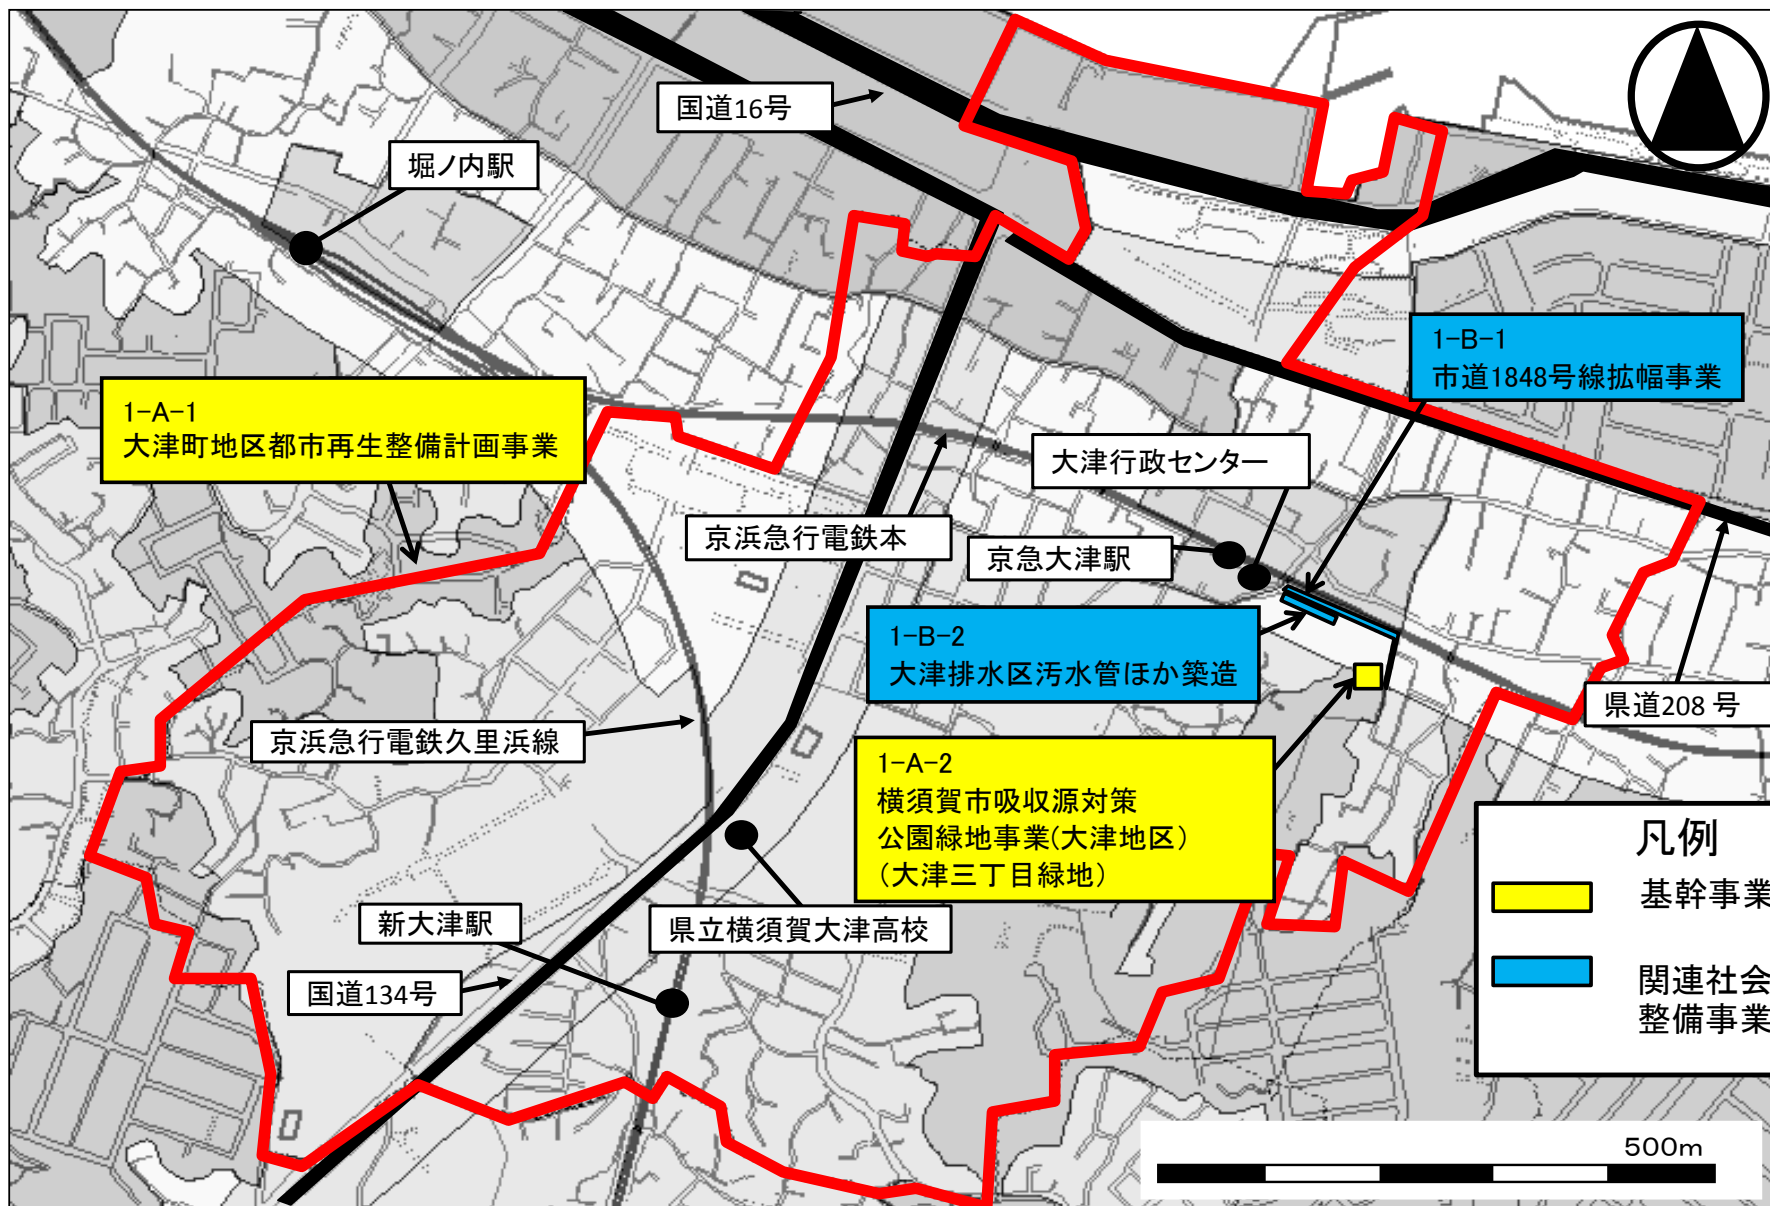 国道16号
堀ノ内駅
1-B-1
市道1848号線拡幅事業
1-A-1
大津町地区都市再生整備計画事業
大津行政センター
京浜急行電鉄本
京急大津駅
1-B-2
大津排水区汚水管ほか築造
県道208 号
京浜急行電鉄久里浜線
1-A-2
横須賀市吸収源対策
公園緑地事業(大津地区)
(大津三丁目緑地)
凡例
基幹事業
関連社会
整備事業
新大津駅
県立横須賀大津高校
国道134号
500m